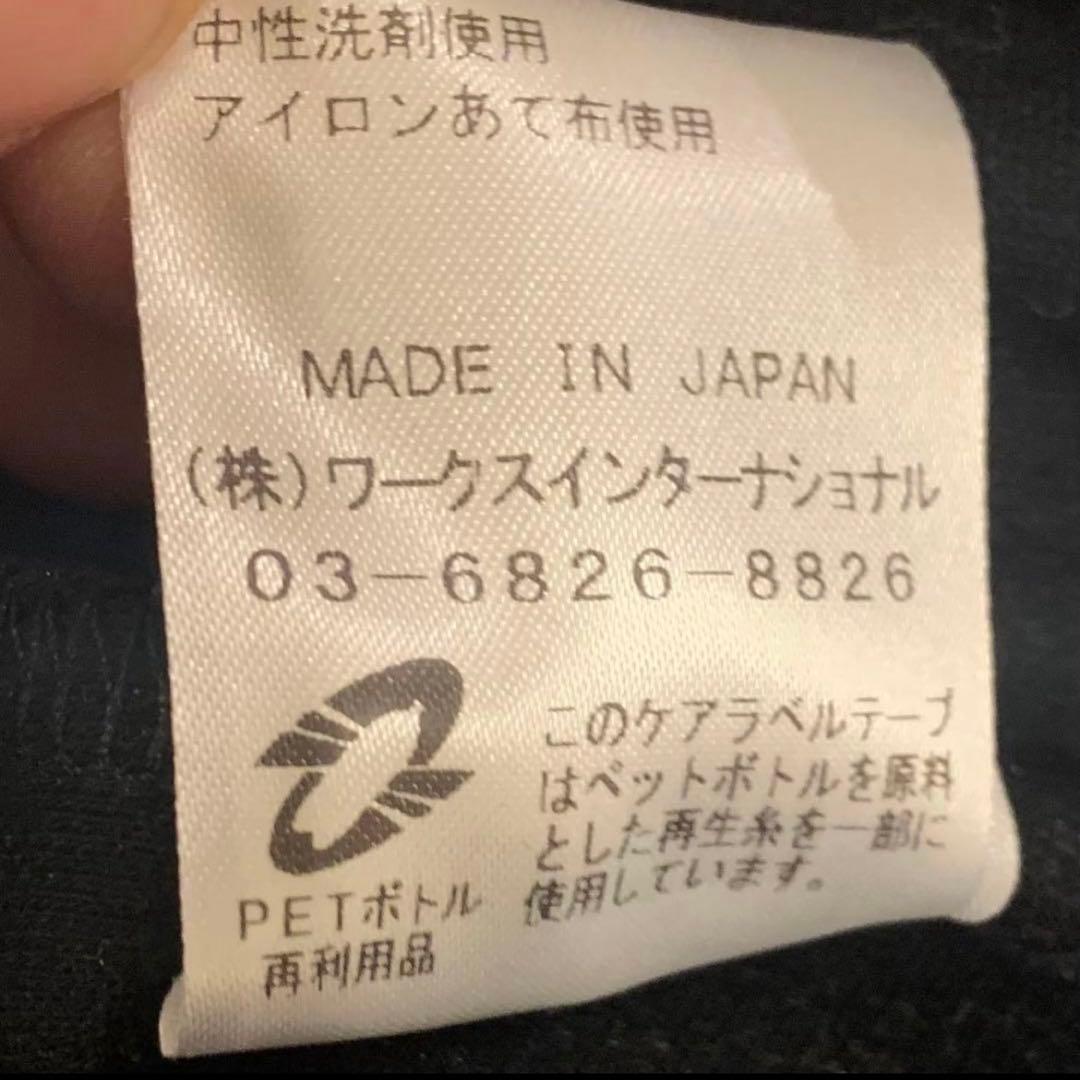 中性洗剤使用
アイロンあて布使用
MADE IN JAPAN
(株)ワークスインターナショナル
03-6826-8826
このケアラベルテープ
はペットボトルを原料
とした再生糸を一部に
使用しています。
PETボトル
再利用品